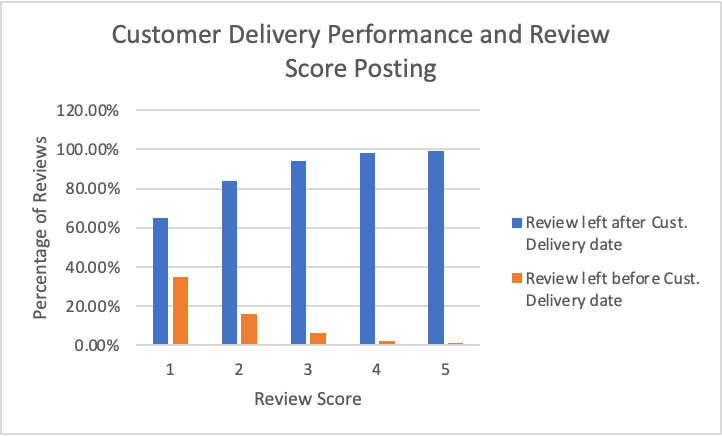 Customer Delivery Performance and Review
Score Posting
120.00%
100.00%
80.00%
60.00%
40.00%
20.00%
0.00%
Percentage of Reviews
1 2 3 4 5
Review Score
Review left after Cust.
Delivery date
Review left before Cust.
Delivery date